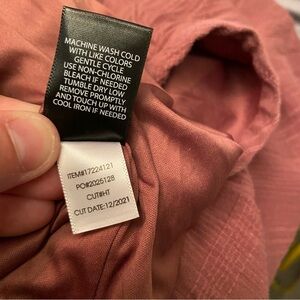 MACHINE WASH COLD
WITH LIKE COLORS
GENTLE CYCLE
USE NON-CHLORINE
BLEACH IF NEEDED
TUMBLE DRY LOW
REMOVE PROMPTLY
AND TOUCH UP WITH
COOL IRON IF NEEDED
ITEM#17224121
PO#2025128
CUT#HT
CUT DATE:12/2021